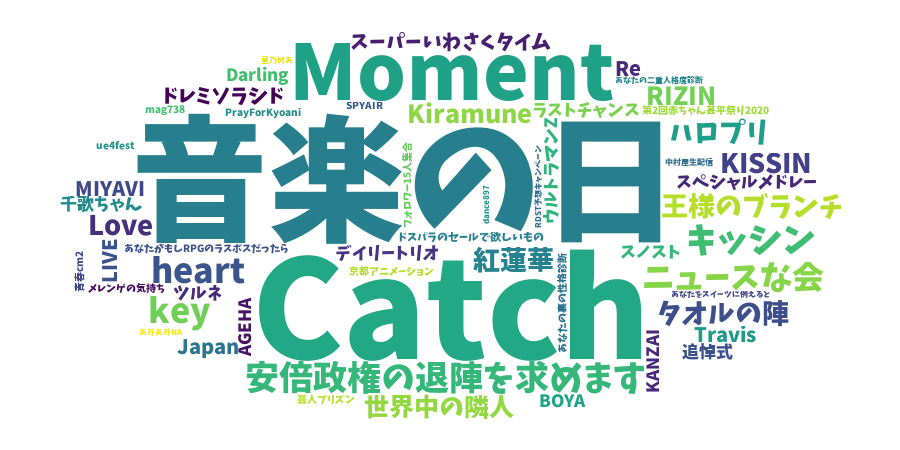 スーパーいわさくタイム
Moment
星乃めあ
Darling
Re
あなたの二重人格度診断
RIZIN
ドレミソラシド
SPYAIR
mag738
PrayForKyoani
Kiramune
ラストチャンス
第2回赤ちゃん甚平祭り2020
音楽の日
ハロプリ
ue4fest
フォロワー15人集合
dance897
RDST予想キャンペーン
ウルトラマンZ
中村屋生配信
KISSIN
スペシャルメドレー
MIYAVI
千歌ちゃん
王様のブランチ
Love
ドスパラのセールで欲しいもの
キッシン
あなたがもしRPGのラスボスだったら
デイリートリオ
スノスト
LIVE
青春cm2
heart
京都アニメーション
紅蓮華
あなたの裏の性格診断
ニュースな会
メレンゲの気持ち
ツルネ
Catch
あなたをスイーツに例えると
key
AGEHA
タオルの陣
あみあみNA
Japan
Travis
追悼式
KANZAI
安倍政権の退陣を求めます
芸人プリズン
世界中の隣人
BOYA